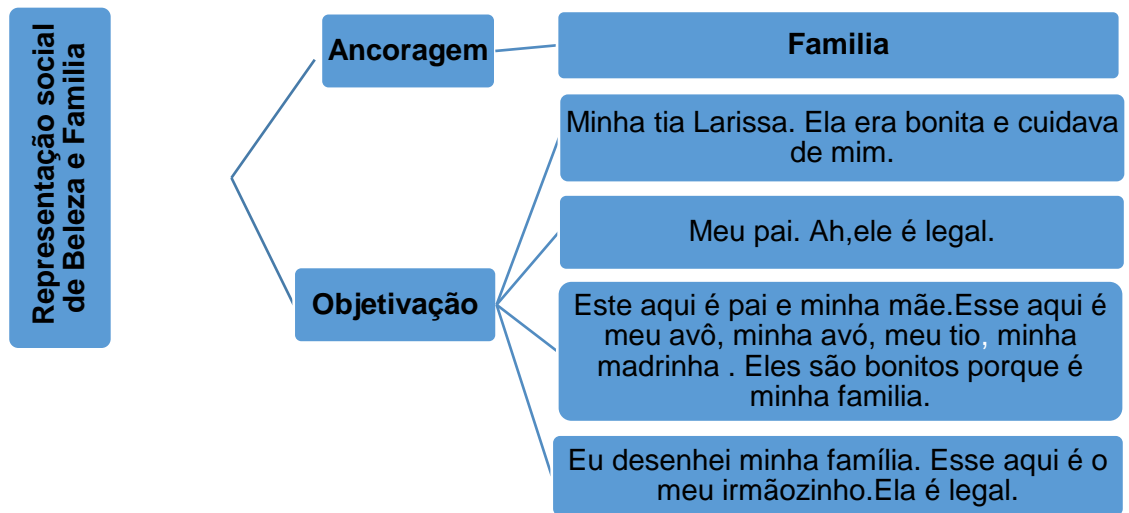 Representação social
de Beleza e Familia
Ancoragem
Familia
Minha tia Larissa. Ela era bonita e cuidava
de mim.
Meu pai. Ah,ele é legal.
Objetivação
Este aqui é pai e minha mãe.Esse aqui é
meu avô, minha avó, meu tio, minha
madrinha . Eles são bonitos porque é
minha familia.
Eu desenhei minha família. Esse aqui é o
meu irmãozinho.Ela é legal.